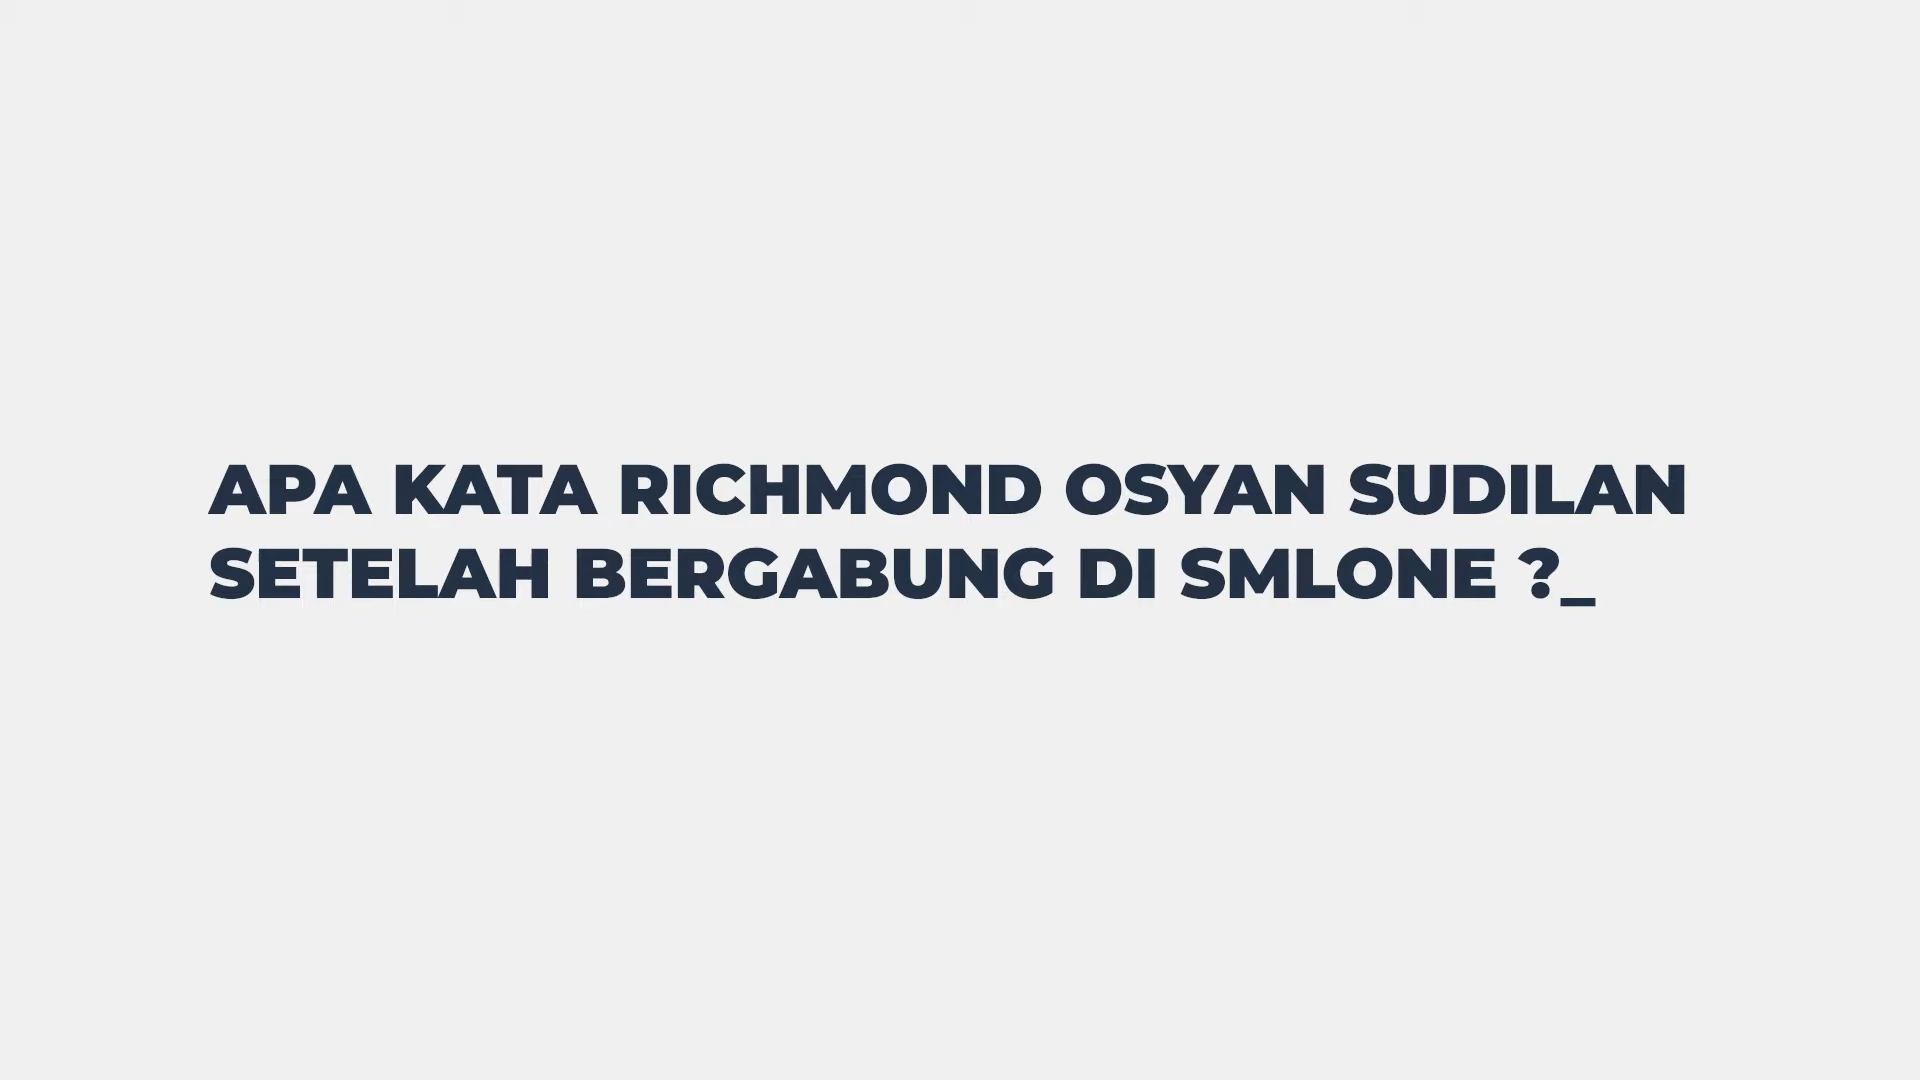 APA KATA RICHMOND OSYAN SUDILAN
SETELAH BERGABUNG DI SMLONE ?_